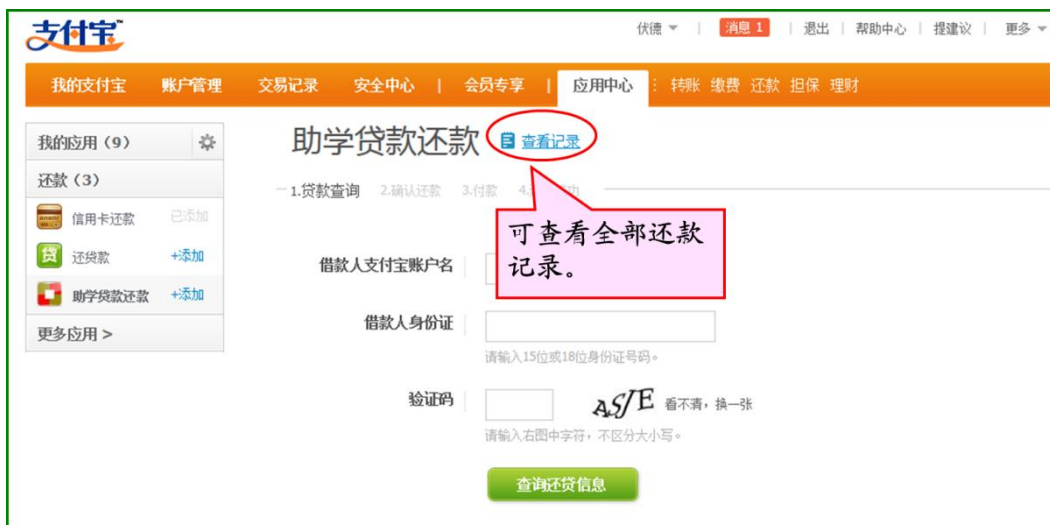 支付宝™
伏德 | 消息 1 | 退出 | 帮助中心 | 提建议 | 更多
我的支付宝 账户管理 交易记录 安全中心 | 会员专享 | 应用中心 转账 缴费 还款 担保 理财
我的应用（9）
还款（3）
信用卡还款 已添加
贷 还贷款 +添加
助学贷款还款 +添加
更多应用 >
助学贷款还款 查看记录
1.贷款查询 2.确认还款 3.付款 4.
可查看全部还款
记录。
借款人支付宝账户名
借款人身份证
请输入15位或18位身份证号码。
验证码 看不清，换一张
请输入右图中字符，不区分大小写。
查询还贷信息